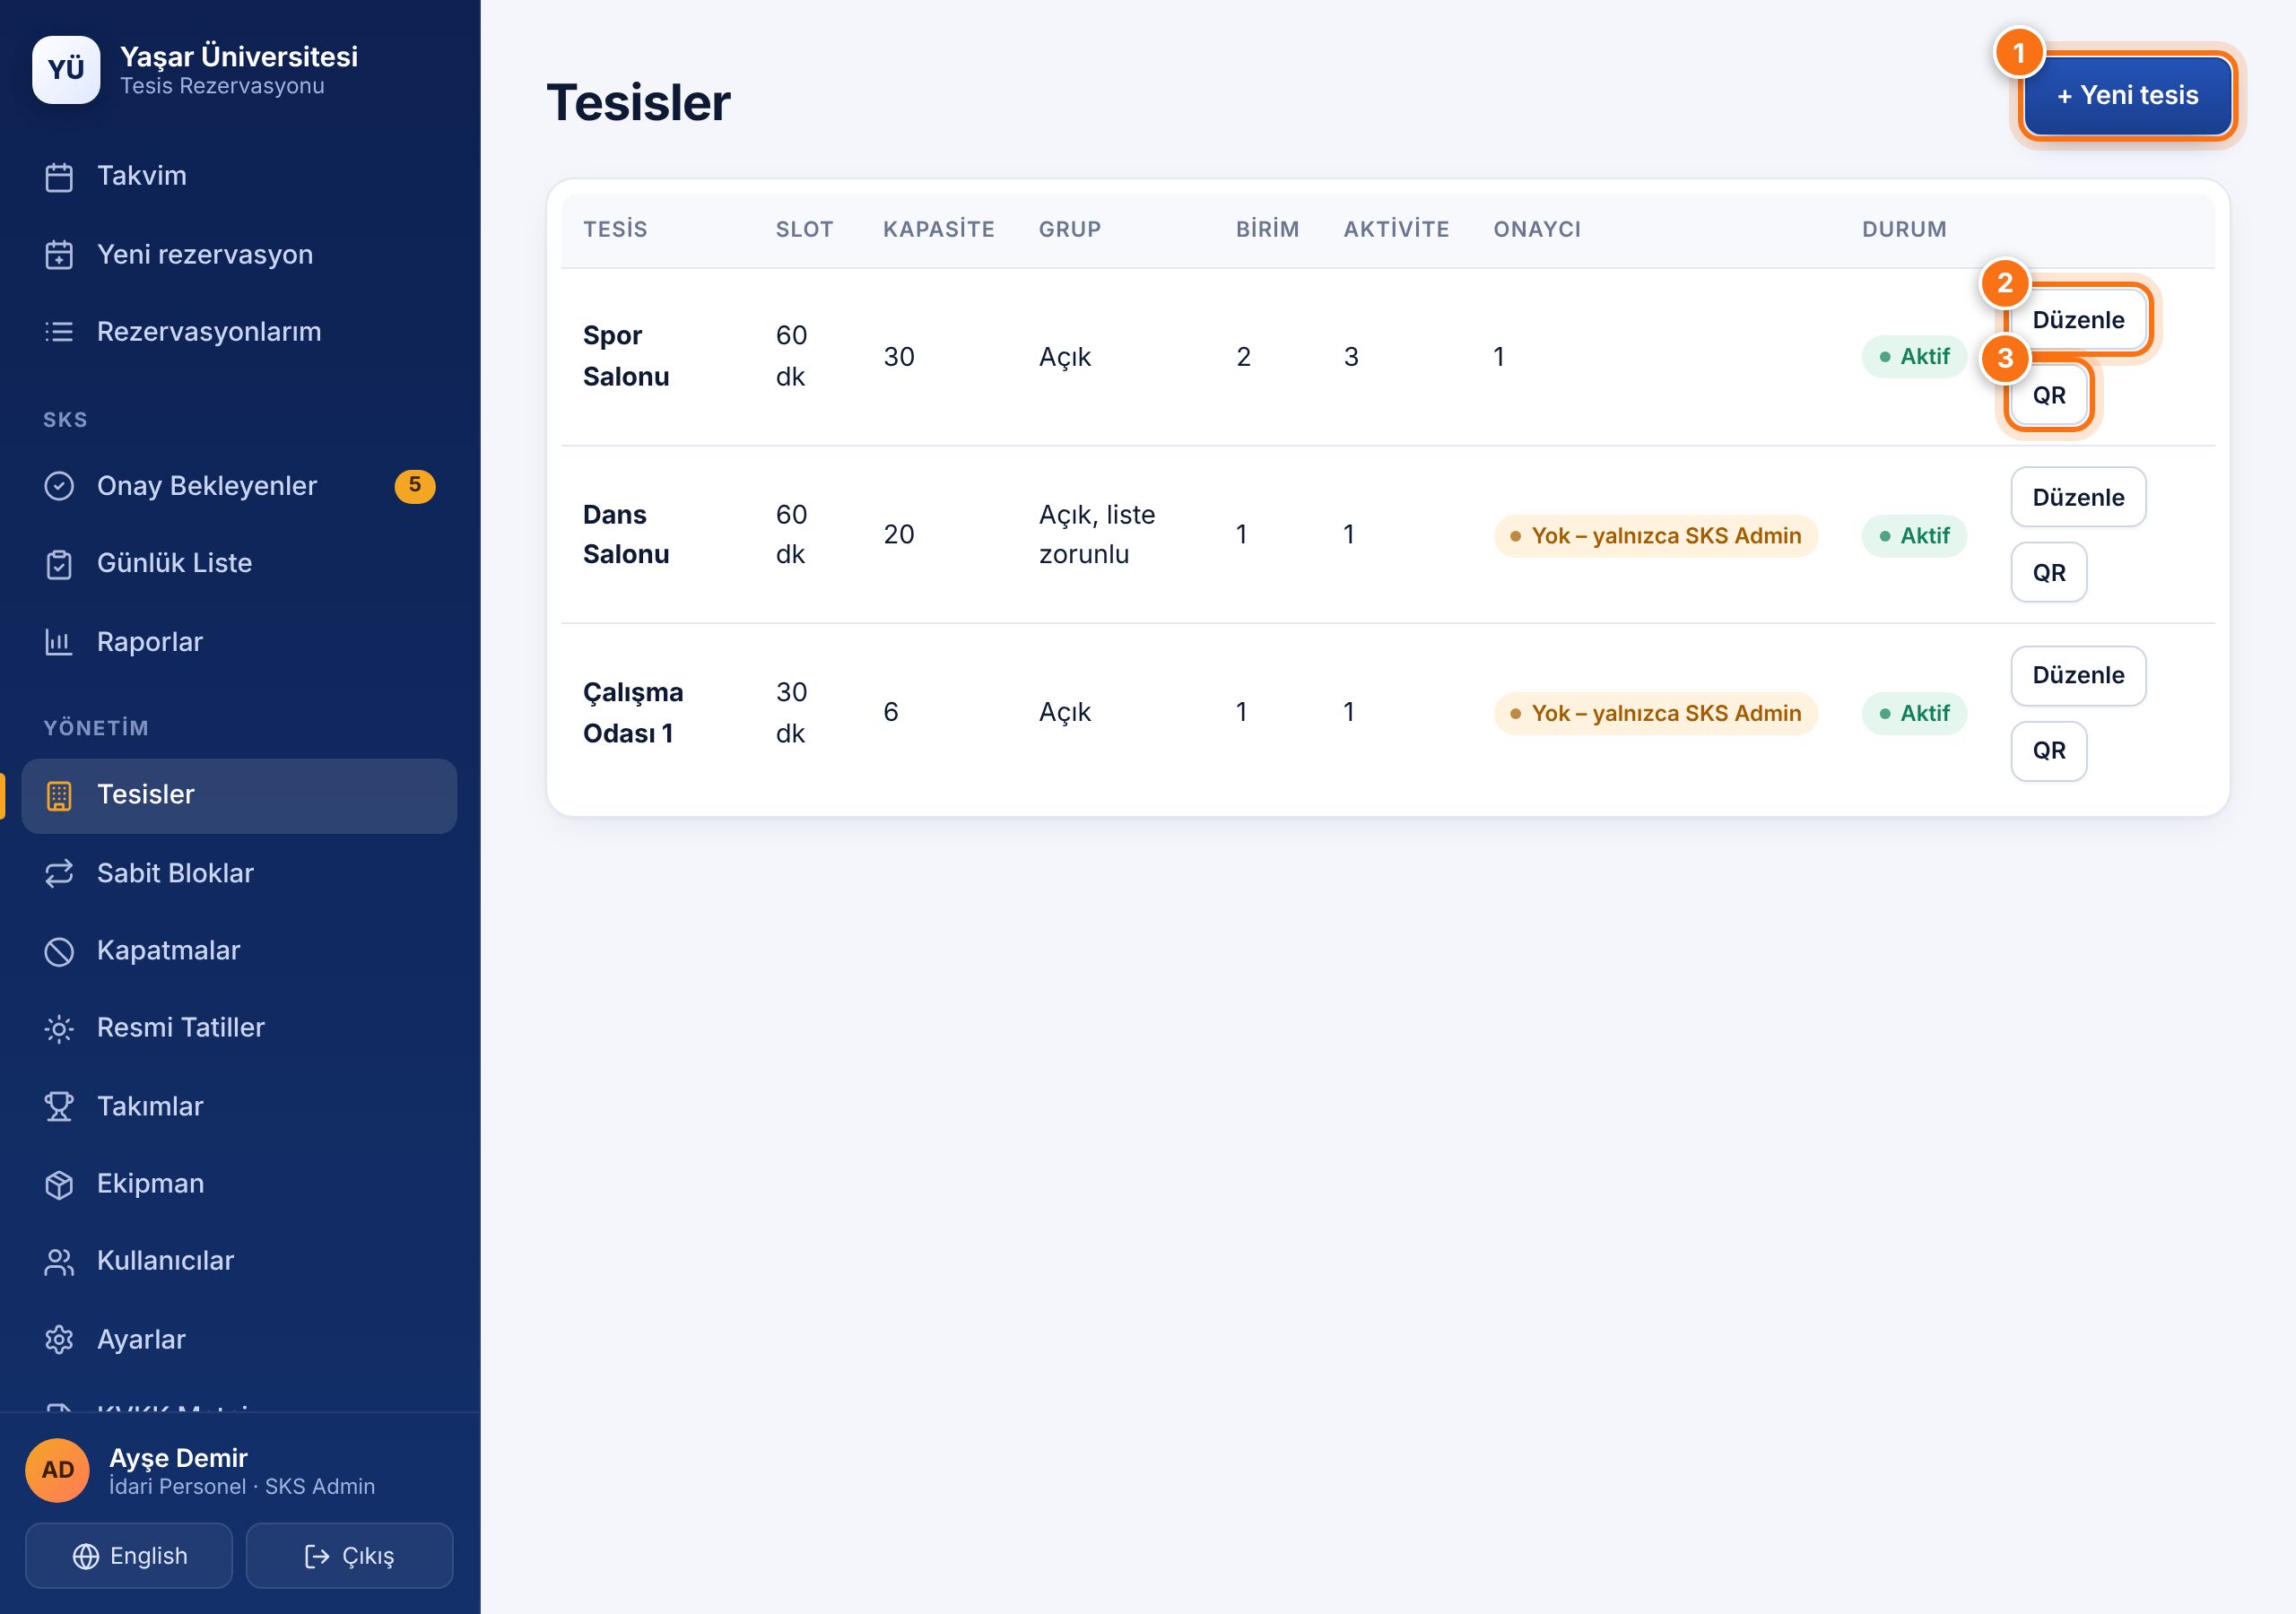 YÜ
Yaşar Üniversitesi
Tesis Rezervasyonu
Takvim
Yeni rezervasyon
Rezervasyonlarım
SKS
Onay Bekleyenler 5
Günlük Liste
Raporlar
YÖNETİM
Tesisler
Sabit Bloklar
Kapatmalar
Resmi Tatiller
Takımlar
Ekipman
Kullanıcılar
Ayarlar
AD
Ayşe Demir
İdari Personel · SKS Admin
English
Çıkış
Tesisler
1
+ Yeni tesis
TESİS SLOT KAPASİTE GRUP BİRİM AKTİVİTE ONAYCI DURUM
Spor
Salonu
60
dk
30
Açık
2
3
1
Aktif
2
Düzenle
3
QR
Dans
Salonu
60
dk
20
Açık, liste
zorunlu
1
1
Yok – yalnızca SKS Admin
Aktif
Düzenle
QR
Çalışma
Odası 1
30
dk
6
Açık
1
1
Yok – yalnızca SKS Admin
Aktif
Düzenle
QR